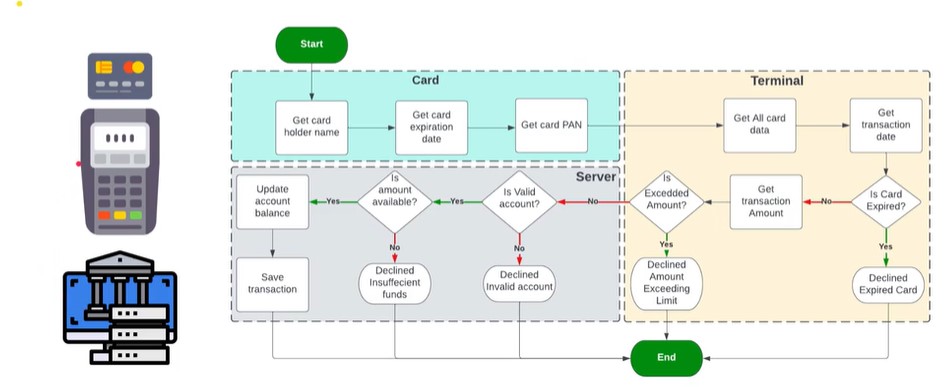 Start
Card
Get card
holder name
Get card
expiration
date
Get card PAN
Terminal
Get All card
data
Get
transaction
date
Is Card
Expired?
No
Yes
Declined
Expired Card
Get
transaction
Amount
Is
Excedded
Amount?
No
Yes
Declined
Amount
Exceeding
Limit
Server
Is Valid
account?
Yes
No
Declined
Invalid account
Is
amount
available?
Yes
No
Declined
Insuffecient
funds
Update
account
balance
Save
transaction
End